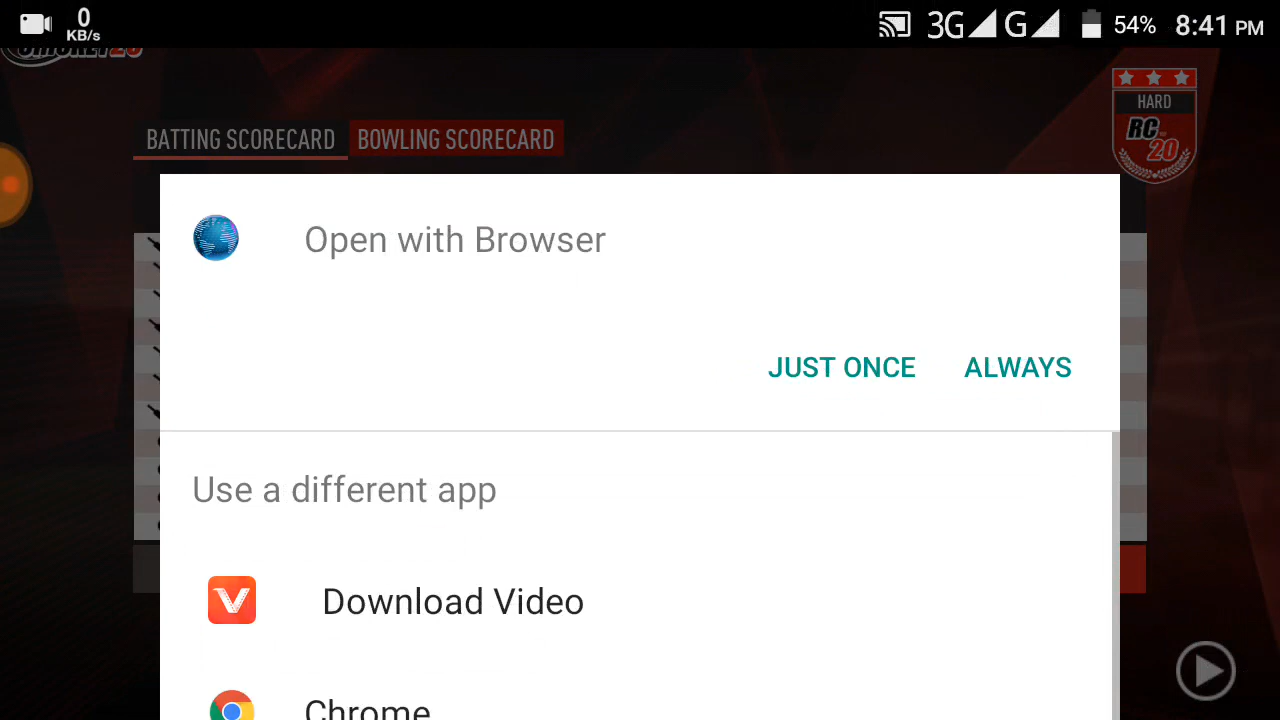 0
KB/s
3G G 54% 8:41 PM
CRICKET20
HARD
RC
20
BATTING SCORECARD BOWLING SCORECARD
Open with Browser
JUST ONCE ALWAYS
Use a different app
Download Video
Chrome